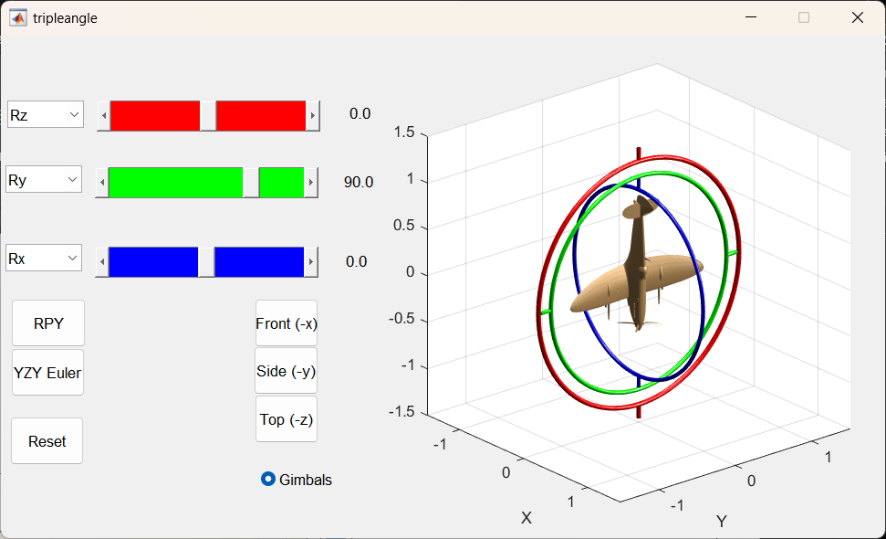 tripleangle
Rz
0.0
Ry
90.0
Rx
0.0
RPY
YZY Euler
Reset
Front (-x)
Side (-y)
Top (-z)
Gimbals
1.5
1
0.5
0
-0.5
-1
-1.5
-1
0
1
X
-1
0
1
Y